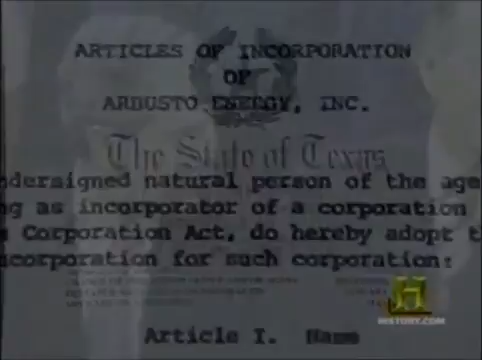 ARTICLES OF INCORPORATION
OF
ARBUSTO ENERGY, INC.
The State of Texas
ndersigned natural person of the age
ng as incorporator of a corporation
s Corporation Act, do hereby adopt t
ncorporation for such corporation:
H
HISTORY.COM
Article I. Name